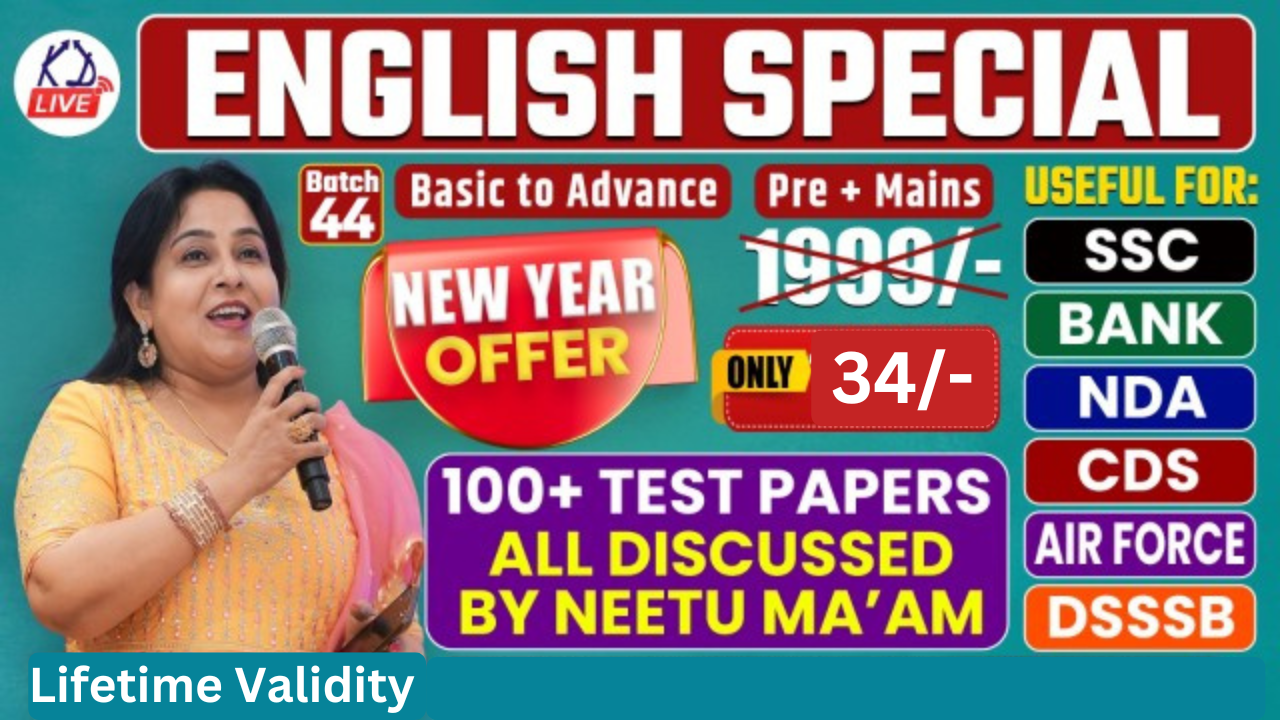 KD
LIVE
ENGLISH SPECIAL
Batch
44
Basic to Advance
Pre + Mains
USEFUL FOR:
1999/-
NEW YEAR
OFFER
ONLY
34/-
SSC
BANK
NDA
CDS
AIR FORCE
DSSSB
100+ TEST PAPERS
ALL DISCUSSED
BY NEETU MA’AM
Lifetime Validity